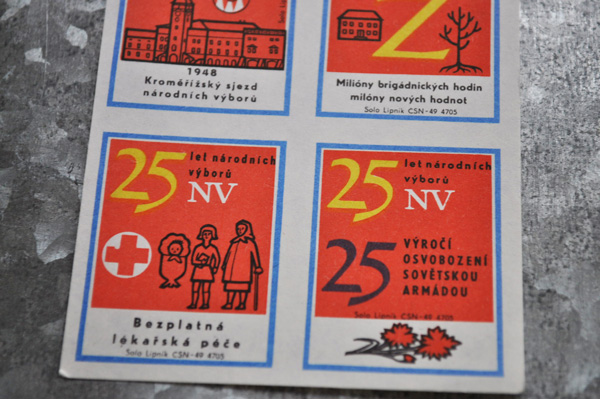 1948
Kroměřížský sjezd
národních výborů
Z
Milióny brigádnických hodin
milóny nových hodnot
Solo Lipník ČSN-49 4705
25 let národních
výborů
NV
Bezplatná
lékařská péče
Solo Lipník ČSN-49 4705
25 let národních
výborů
NV
25 VÝROČÍ
OSVOBOZENÍ
SOVĚTSKOU
ARMÁDOU
Solo Lipník ČSN-49 4705